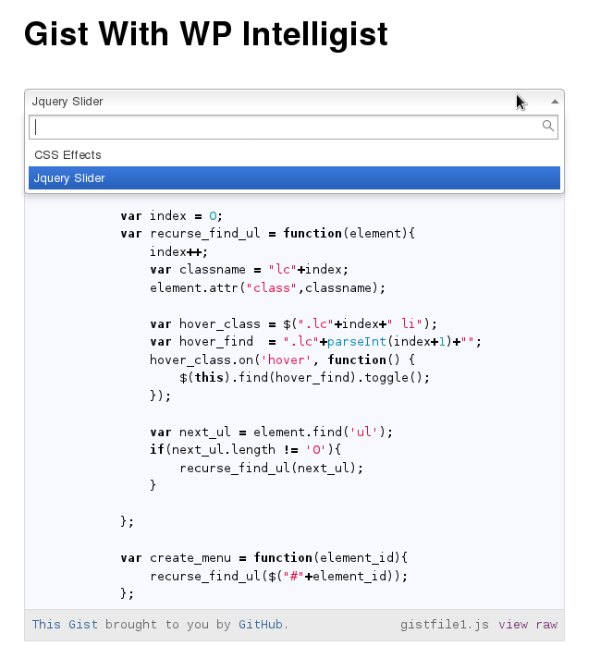 Gist With WP Intelligist
Jquery Slider
CSS Effects
Jquery Slider
var index = 0;
var recurse_find_ul = function(element){
index++;
var classname = "lc"+index;
element.attr("class",classname);
var hover_class = $(".lc"+index+" li");
var hover_find  = ".lc"+parseInt(index+1)+"";
hover_class.on('hover', function() {
$(this).find(hover_find).toggle();
});
var next_ul = element.find('ul');
if(next_ul.length != '0'){
recurse_find_ul(next_ul);
}
};
var create_menu = function(element_id){
recurse_find_ul($("#"+element_id));
};
This Gist brought to you by GitHub. gistfile1.js view raw